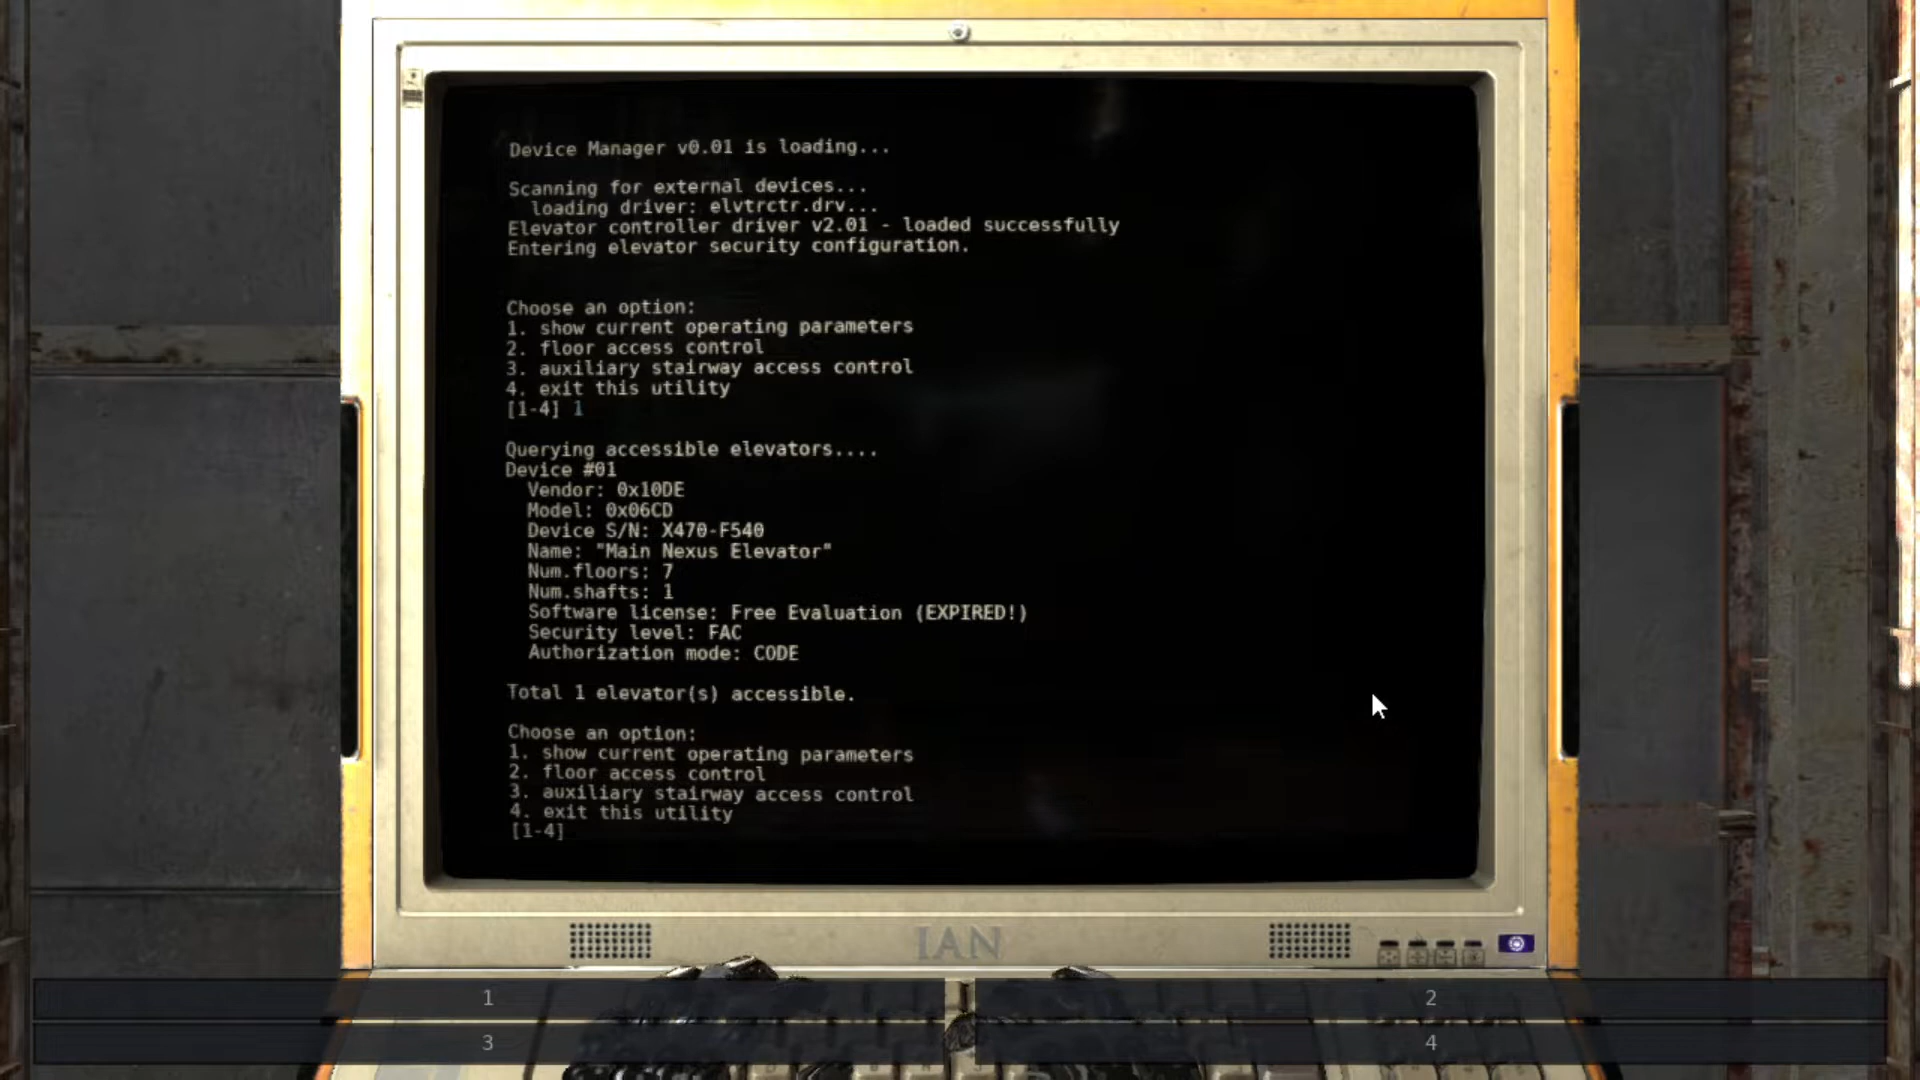 Device Manager v0.01 is loading...
Scanning for external devices...
loading driver: elvtrctr.drv...
Elevator controller driver v2.01 - loaded successfully
Entering elevator security configuration.
Choose an option:
1. show current operating parameters
2. floor access control
3. auxiliary stairway access control
4. exit this utility
[1-4] 1
Querying accessible elevators....
Device #01
Vendor: 0x10DE
Model: 0x06CD
Device S/N: X470-F540
Name: "Main Nexus Elevator"
Num.floors: 7
Num.shafts: 1
Software license: Free Evaluation (EXPIRED!)
Security level: FAC
Authorization mode: CODE
Total 1 elevator(s) accessible.
Choose an option:
1. show current operating parameters
2. floor access control
3. auxiliary stairway access control
4. exit this utility
[1-4]
IAN
1 2
3 4